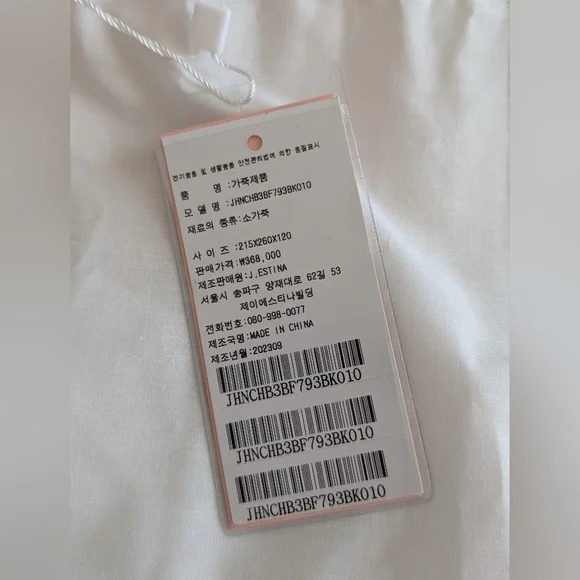 전기용품 및 생활용품 안전관리법에 의한 품질표시
품 명 :가죽제품
모 델 명 :JHNCHB3BF793BK010
재료의 종류:소가죽
사 이 즈 :215X260X120
판매가격:₩368,000
제조판매원:J.ESTINA
서울시 송파구 양재대로 62길 53
제이에스티나빌딩
전화번호:080-998-0077
제조국명:MADE IN CHINA
제조년월:202309
JHNCHB3BF793BK010
JHNCHB3BF793BK010
JHNCHB3BF793BK010